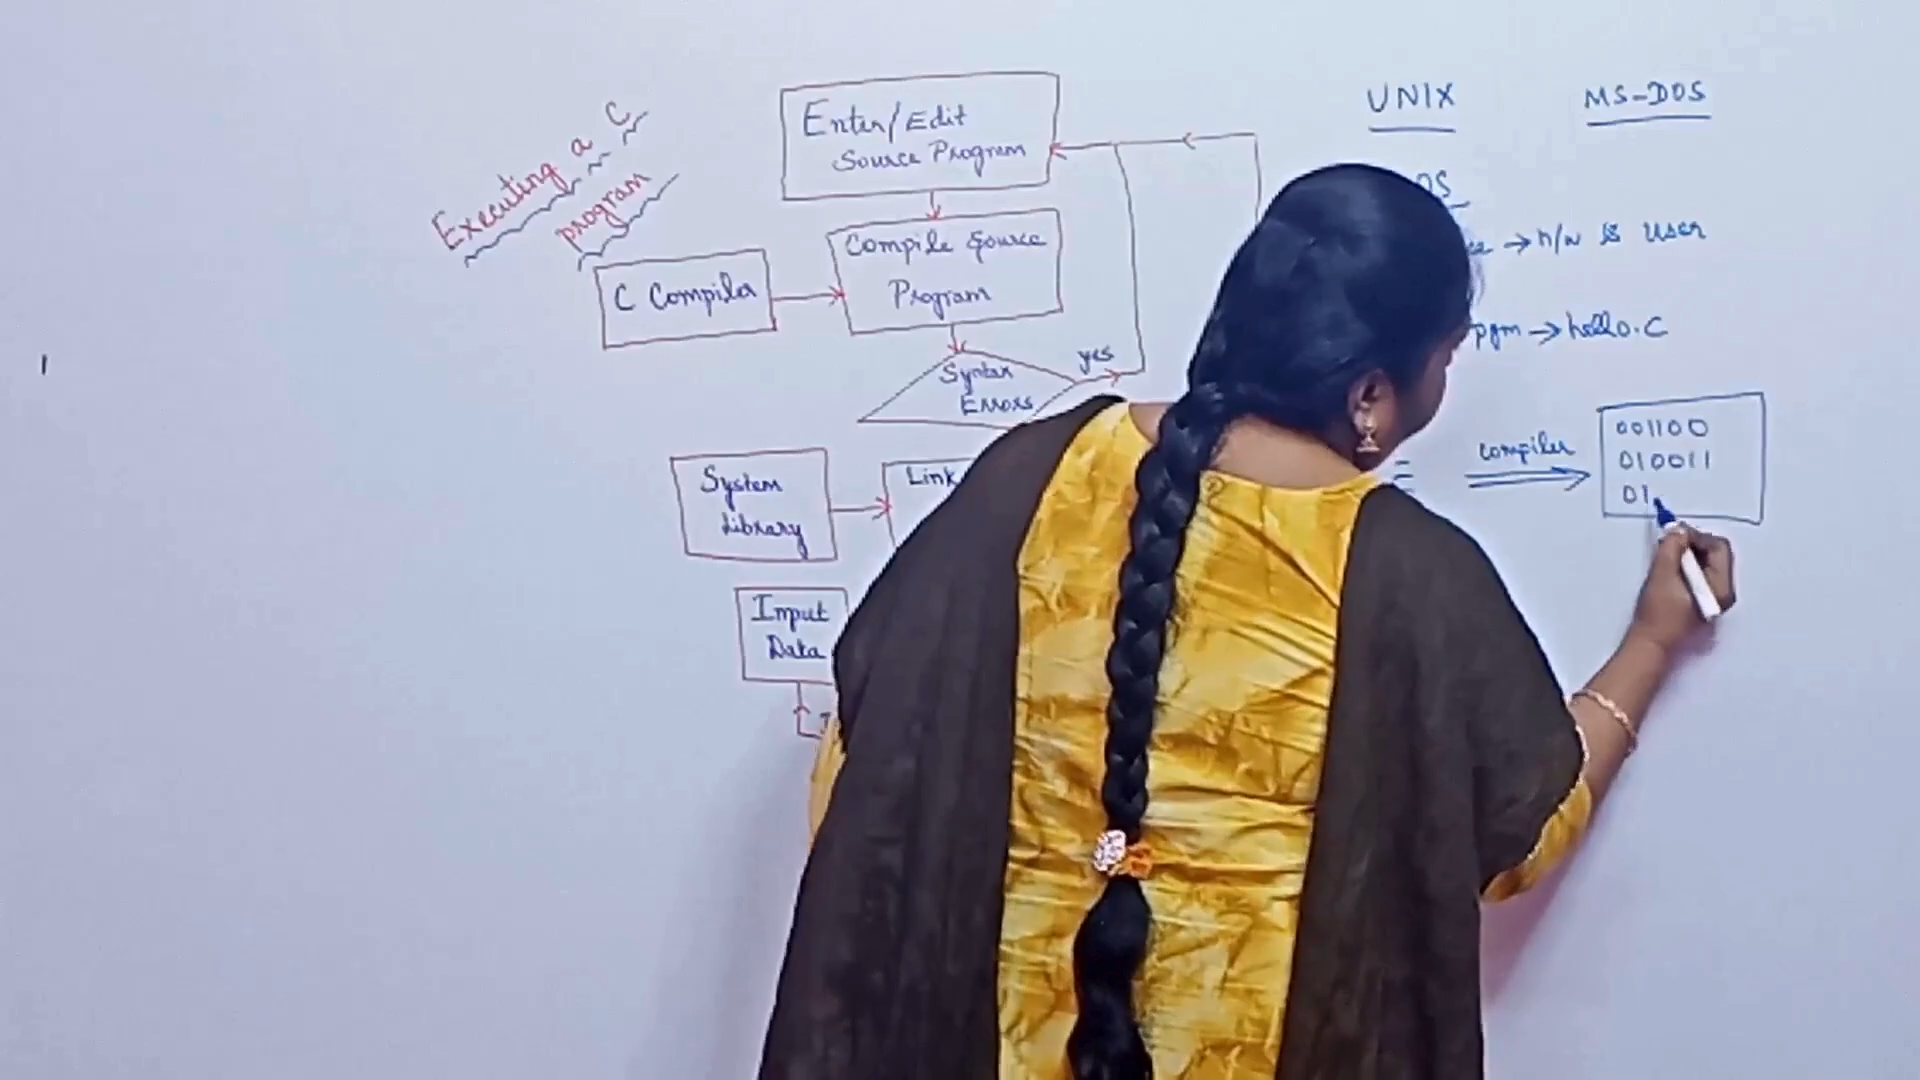 Executing a C
program
Enter/Edit
Source Program
C Compiler
Compile Source
Program
Syntax
Errors
yes
System
Library
Link
Input
Data
UNIX
MS-DOS
OS
→ h/w & user
pgm → hello.c
compiler
001100
010011
01